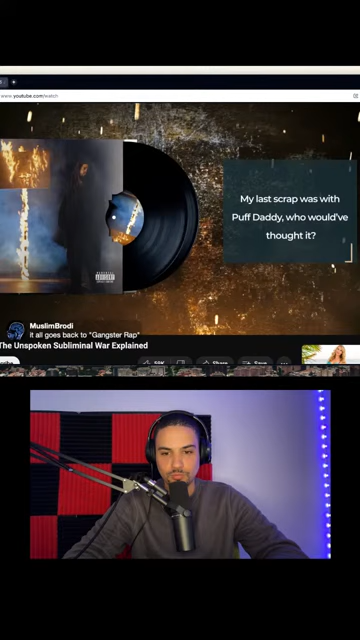 www.youtube.com/watch
My last scrap was with
Puff Daddy, who would've
thought it?
MuslimBrodi
it all goes back to "Gangster Rap"
The Unspoken Subliminal War Explained
Share
Save